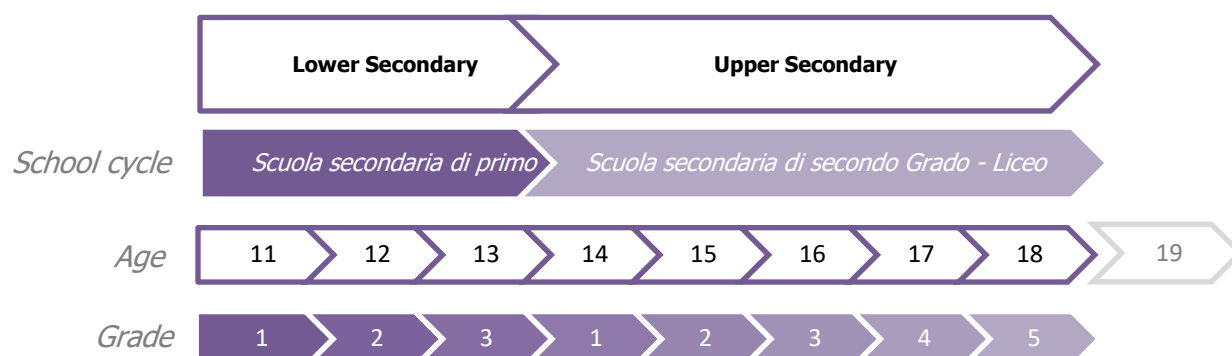 Lower Secondary Upper Secondary
School cycle Scuola secondaria di primo Scuola secondaria di secondo Grado - Liceo
Age 11 12 13 14 15 16 17 18 19
Grade 1 2 3 1 2 3 4 5